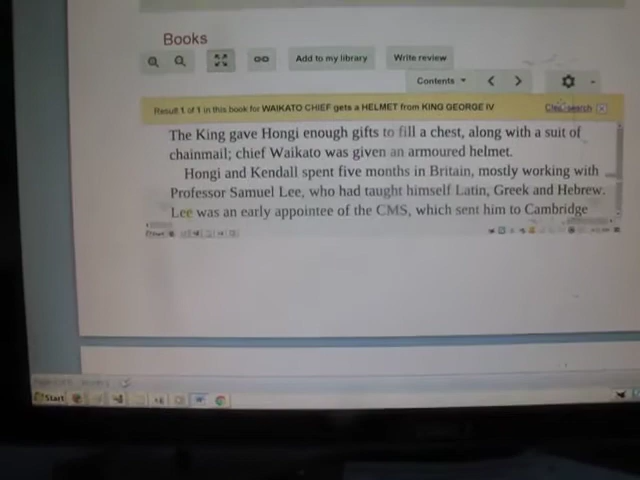 Books
Add to my library
Write review
Contents
Result 1 of 1 in this book for WAIKATO CHIEF gets a HELMET from KING GEORGE IV
Clear search
The King gave Hongi enough gifts to fill a chest, along with a suit of
chainmail; chief Waikato was given an armoured helmet.
Hongi and Kendall spent five months in Britain, mostly working with
Professor Samuel Lee, who had taught himself Latin, Greek and Hebrew.
Lee was an early appointee of the CMS, which sent him to Cambridge
Start